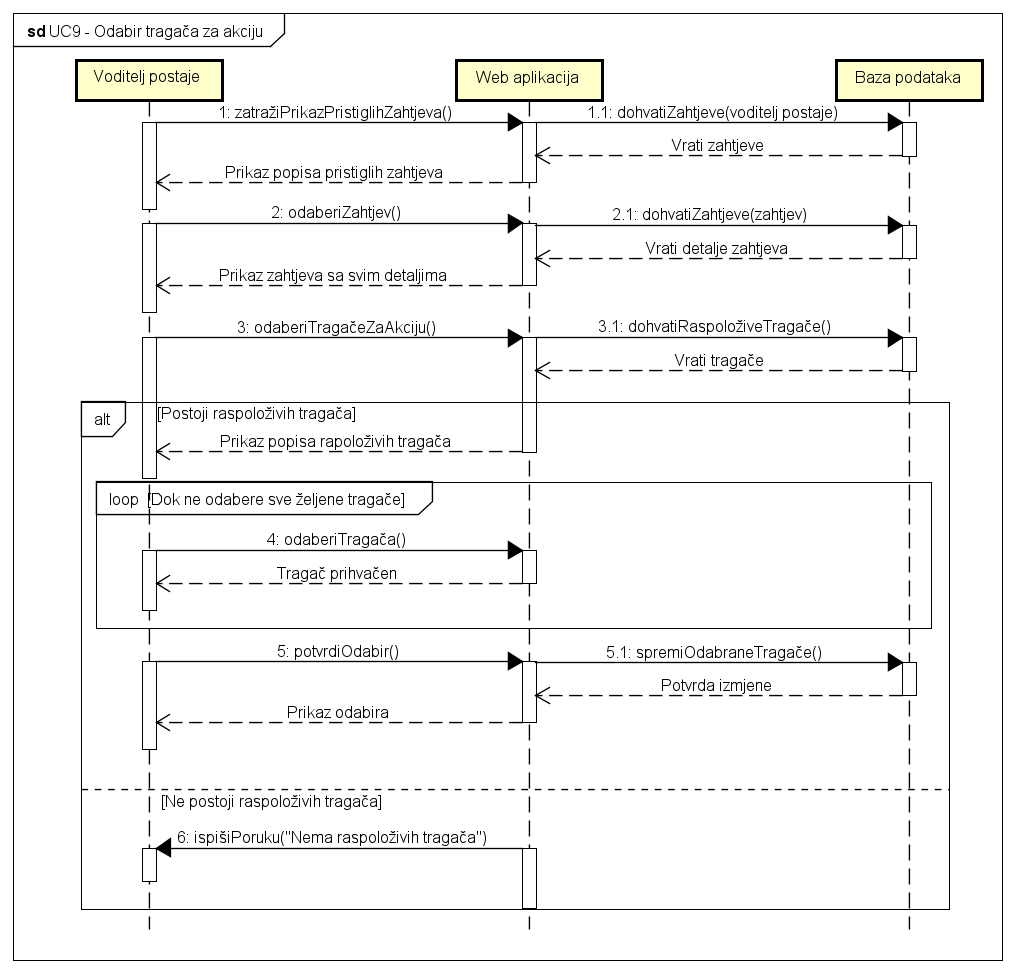 sd UC9 - Odabir tragača za akciju
Voditelj postaje
Web aplikacija
Baza podataka
1: zatražiPrikazPristiglihZahtjeva()
1.1: dohvatiZahtjeve(voditelj postaje)
Vrati zahtjeve
Prikaz popisa pristiglih zahtjeva
2: odaberiZahtjev()
2.1: dohvatiZahtjeve(zahtjev)
Vrati detalje zahtjeva
Prikaz zahtjeva sa svim detaljima
3: odaberiTragačeZaAkciju()
3.1: dohvatiRaspoloživeTragače()
Vrati tragače
alt
[Postoji raspoloživih tragača]
Prikaz popisa rapoloživih tragača
loop [Dok ne odabere sve željene tragače]
4: odaberiTragača()
Tragač prihvačen
5: potvrdiOdabir()
5.1: spremiOdabraneTragače()
Potvrda izmjene
Prikaz odabira
[Ne postoji raspoloživih tragača]
6: ispišiPoruku("Nema raspoloživih tragača")